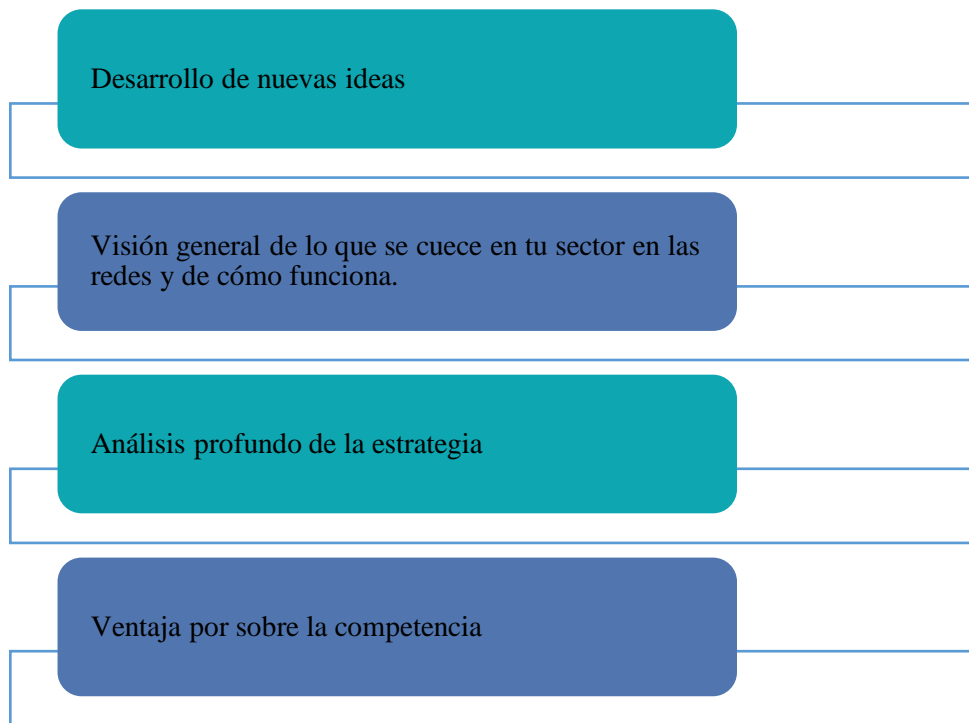 Desarrollo de nuevas ideas
Visión general de lo que se cuece en tu sector en las
redes y de cómo funciona.
Análisis profundo de la estrategia
Ventaja por sobre la competencia